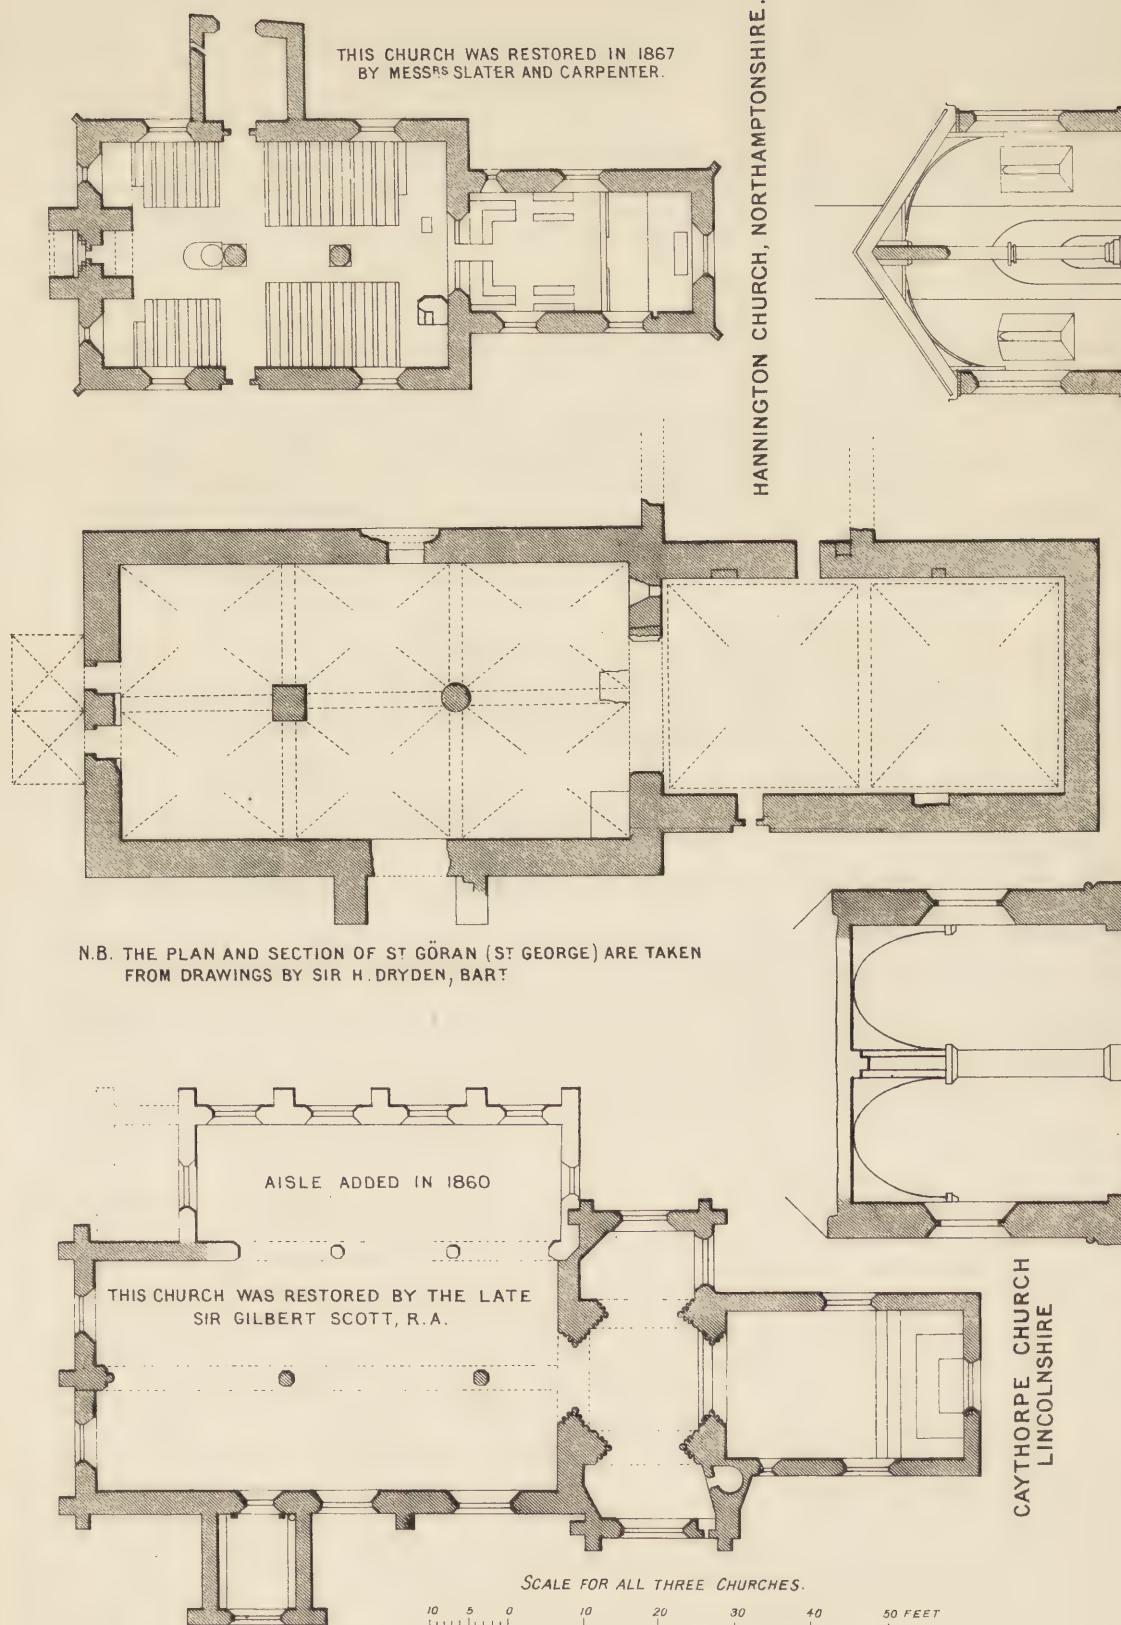 THIS CHURCH WAS RESTORED IN 1867
BY MESSRS SLATER AND CARPENTER.
HANNINGTON CHURCH, NORTHAMPTONSHIRE.
N.B. THE PLAN AND SECTION OF ST GÖRAN (ST GEORGE) ARE TAKEN
FROM DRAWINGS BY SIR H. DRYDEN, BART
AISLE ADDED IN 1860
THIS CHURCH WAS RESTORED BY THE LATE
SIR GILBERT SCOTT, R.A.
CAYTHORPE CHURCH
LINCOLNSHIRE
SCALE FOR ALL THREE CHURCHES.
10 5 0 10 20 30 40 50 FEET